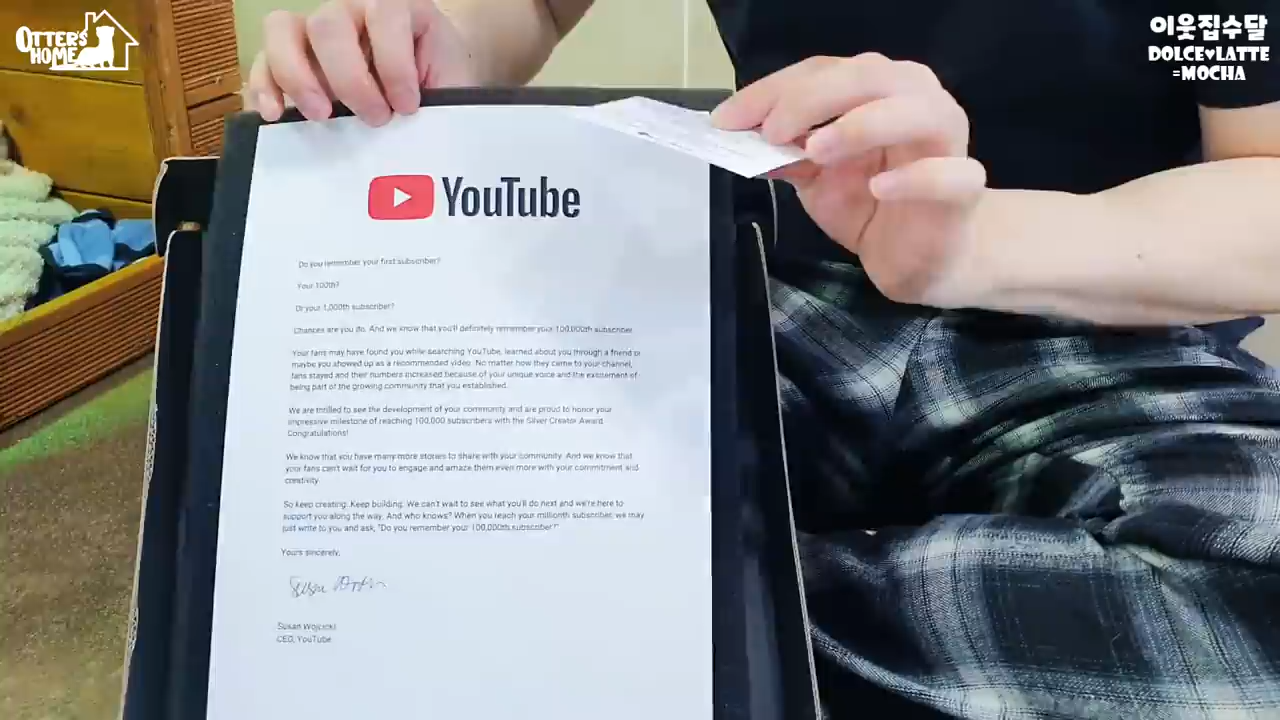 OTTER'S
HOME
이웃집수달
DOLCE♥LATTE
=MOCHA
YouTube
Do you remember your first subscriber?
Your 100th?
Or your 1,000th subscriber?
Chances are you do. And we know that you'll definitely remember your 100,000th subscriber.
Your fans may have found you while searching YouTube, learned about you through a friend or
maybe you showed up as a recommended video. No matter how they came to your channel,
fans stayed and their numbers increased because of your unique voice and the excitement of
being part of the growing community that you established.
We are thrilled to see the development of your community and are proud to honor your
impressive milestone of reaching 100,000 subscribers with the Silver Creator Award.
Congratulations!
We know that you have many more stories to share with your community. And we know that
your fans can't wait for you to engage and amaze them even more with your commitment and
creativity.
So keep creating. Keep building. We can't wait to see what you'll do next and we're here to
support you along the way. And who knows? When you reach your millionth subscriber, we may
just write to you and ask, "Do you remember your 100,000th subscriber?"
Yours sincerely,
Susan Wojcicki
CEO, YouTube